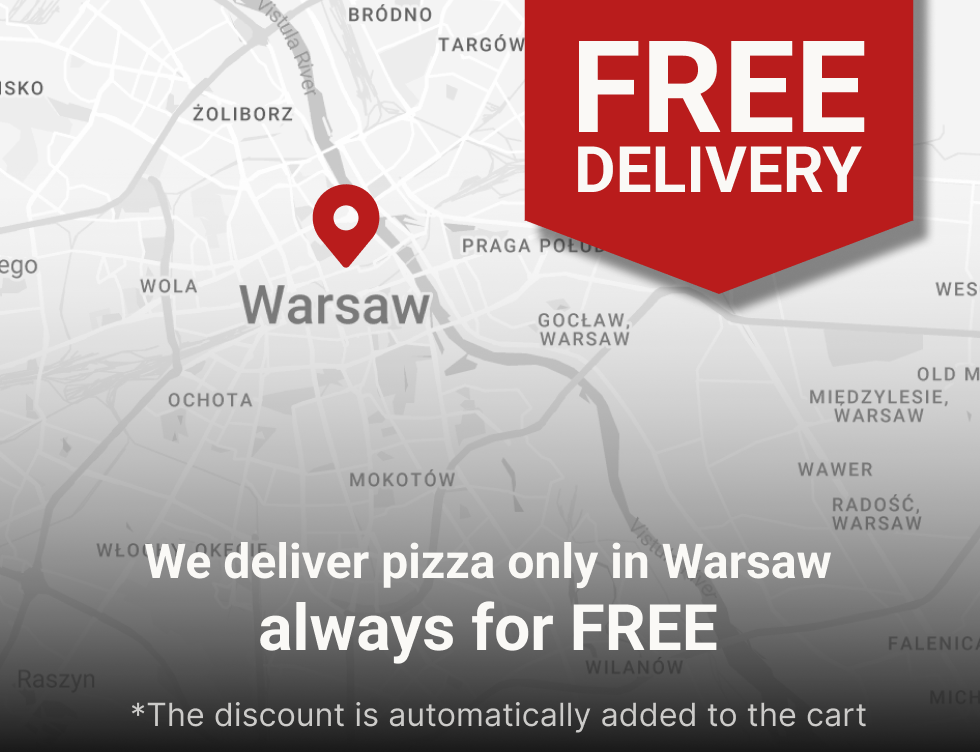 BRÓDNO
TARGÓW
Vistula River
FREE
DELIVERY
ISKO
ŻOLIBORZ
PRAGA POŁUD
ego
WOLA
Warsaw
WES
GOCŁAW,
WARSAW
OLD M
OCHOTA
MIĘDZYLESIE,
WARSAW
WAWER
MOKOTÓW
RADOŚĆ,
WARSAW
WŁOCHY OKĘCIE
We deliver pizza only in Warsaw
always for FREE
FALENICA
WILANÓW
Raszyn
MICH
*The discount is automatically added to the cart